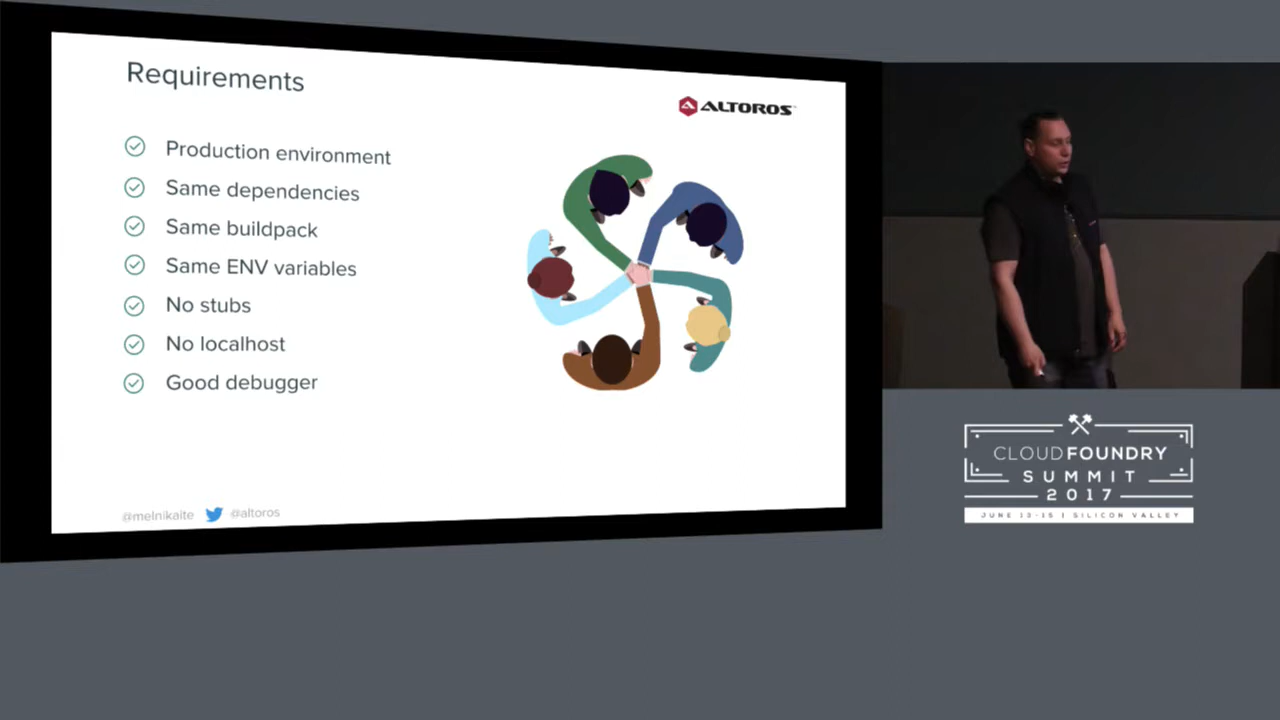 Requirements
ALTOROS
Production environment
Same dependencies
Same buildpack
Same ENV variables
No stubs
No localhost
Good debugger
@melnikaite @altoros
CLOUD FOUNDRY
SUMMIT
2017
JUNE 13-15 | SILICON VALLEY